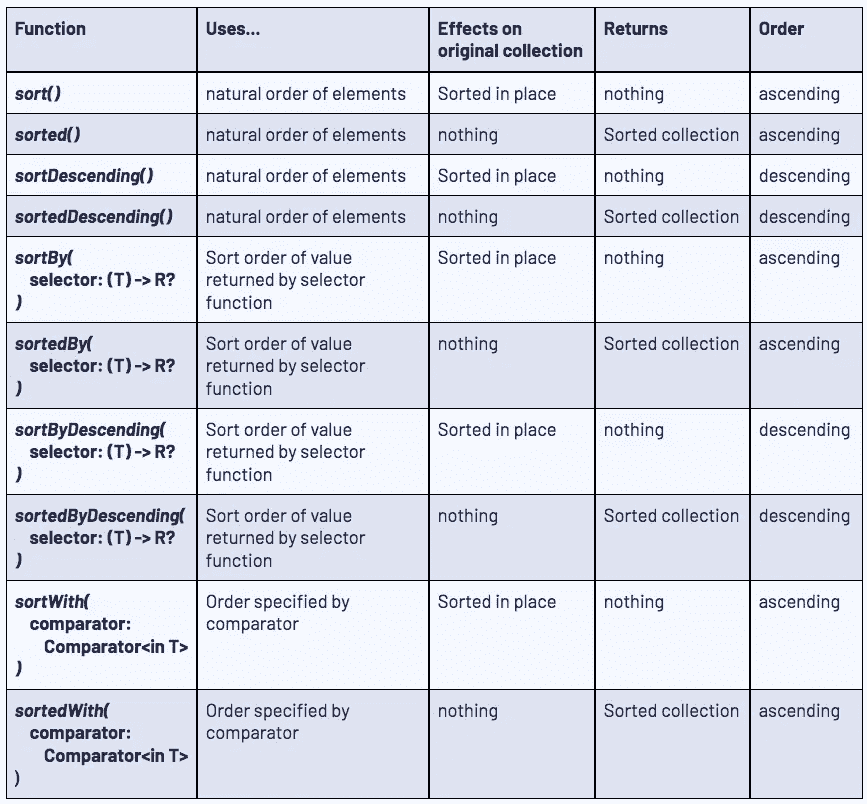 Function Uses... Effects on Returns Order
original collection
sort() natural order of elements Sorted in place nothing ascending
sorted() natural order of elements nothing Sorted collection ascending
sortDescending() natural order of elements Sorted in place nothing descending
sortedDescending() natural order of elements nothing Sorted collection descending
sortBy( Sort order of value Sorted in place nothing ascending
selector: (T) -> R? returned by selector
) function
sortedBy( Sort order of value nothing Sorted collection ascending
selector: (T) -> R? returned by selector
) function
sortByDescending( Sort order of value Sorted in place nothing descending
selector: (T) -> R? returned by selector
) function
sortedByDescending( Sort order of value nothing Sorted collection descending
selector: (T) -> R? returned by selector
) function
sortWith( Order specified by Sorted in place nothing ascending
comparator: comparator
Comparator<in T>
)
sortedWith( Order specified by nothing Sorted collection ascending
comparator: comparator
Comparator<in T>
)